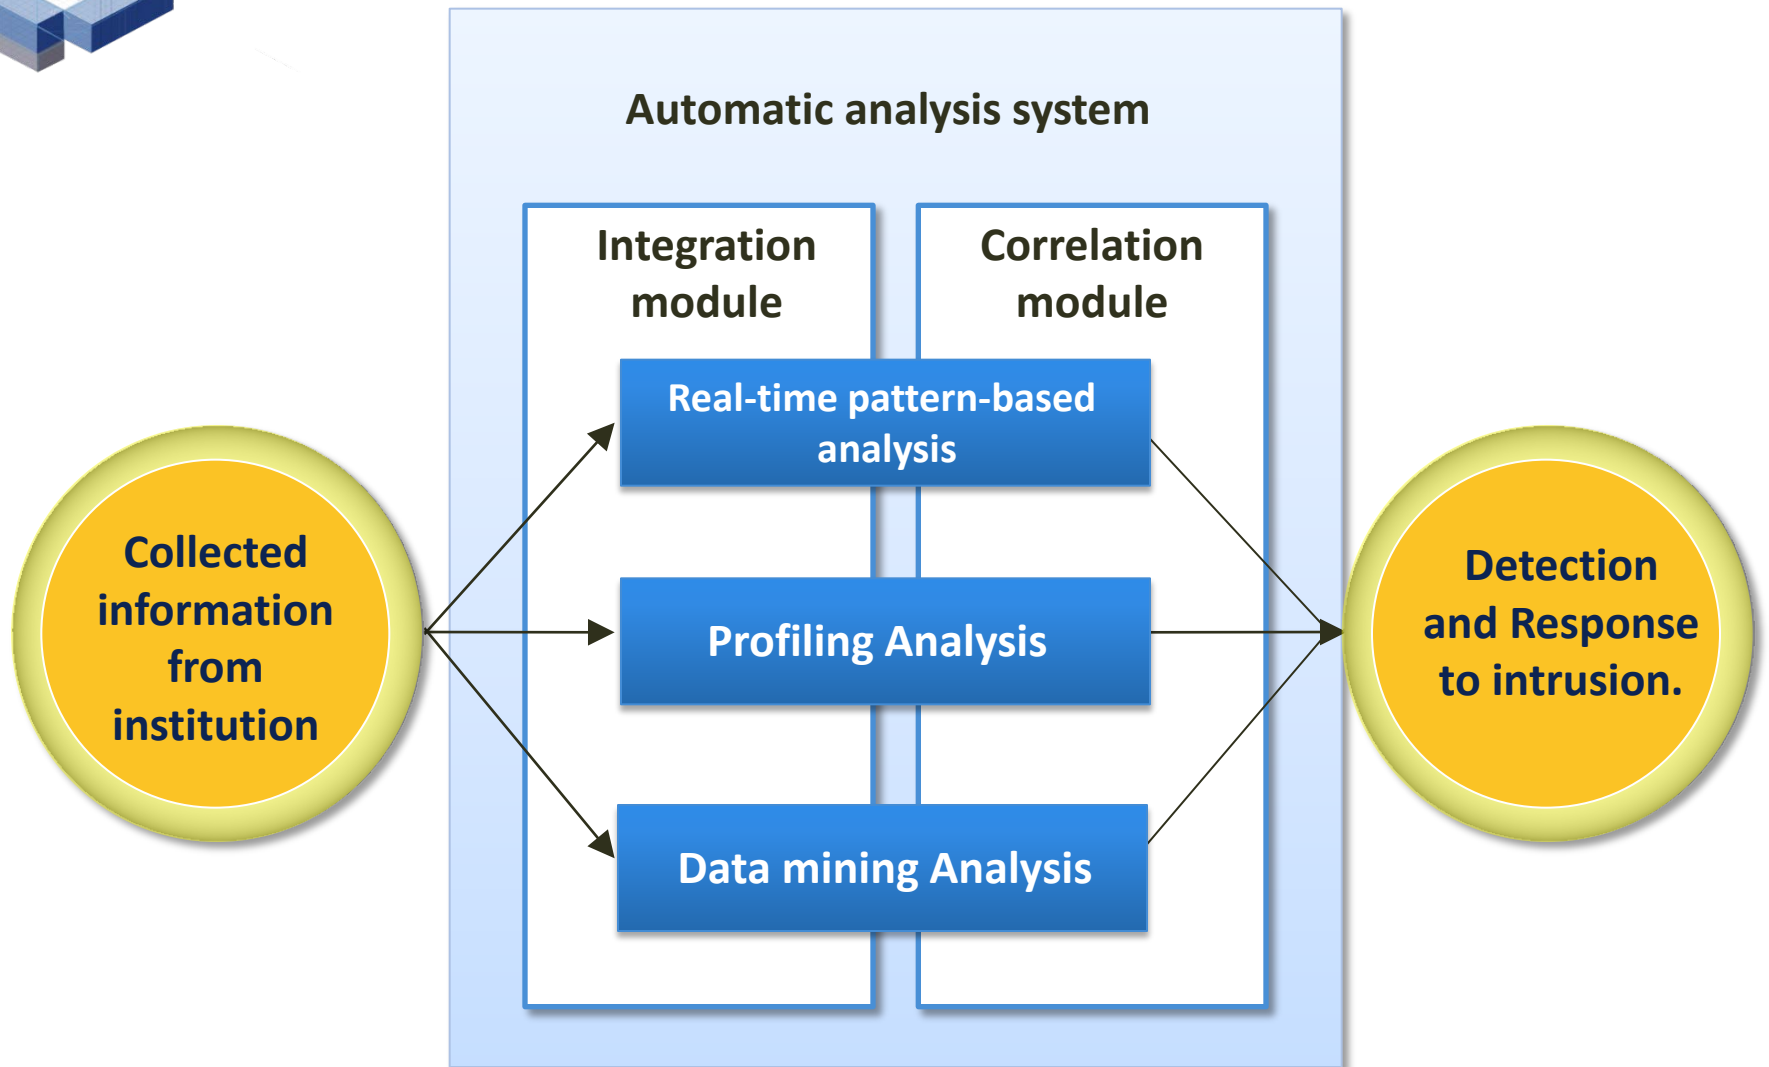 Automatic analysis system
Integration
module
Correlation
module
Real-time pattern-based
analysis
Collected
information
from
institution
Profiling Analysis
Detection
and Response
to intrusion.
Data mining Analysis